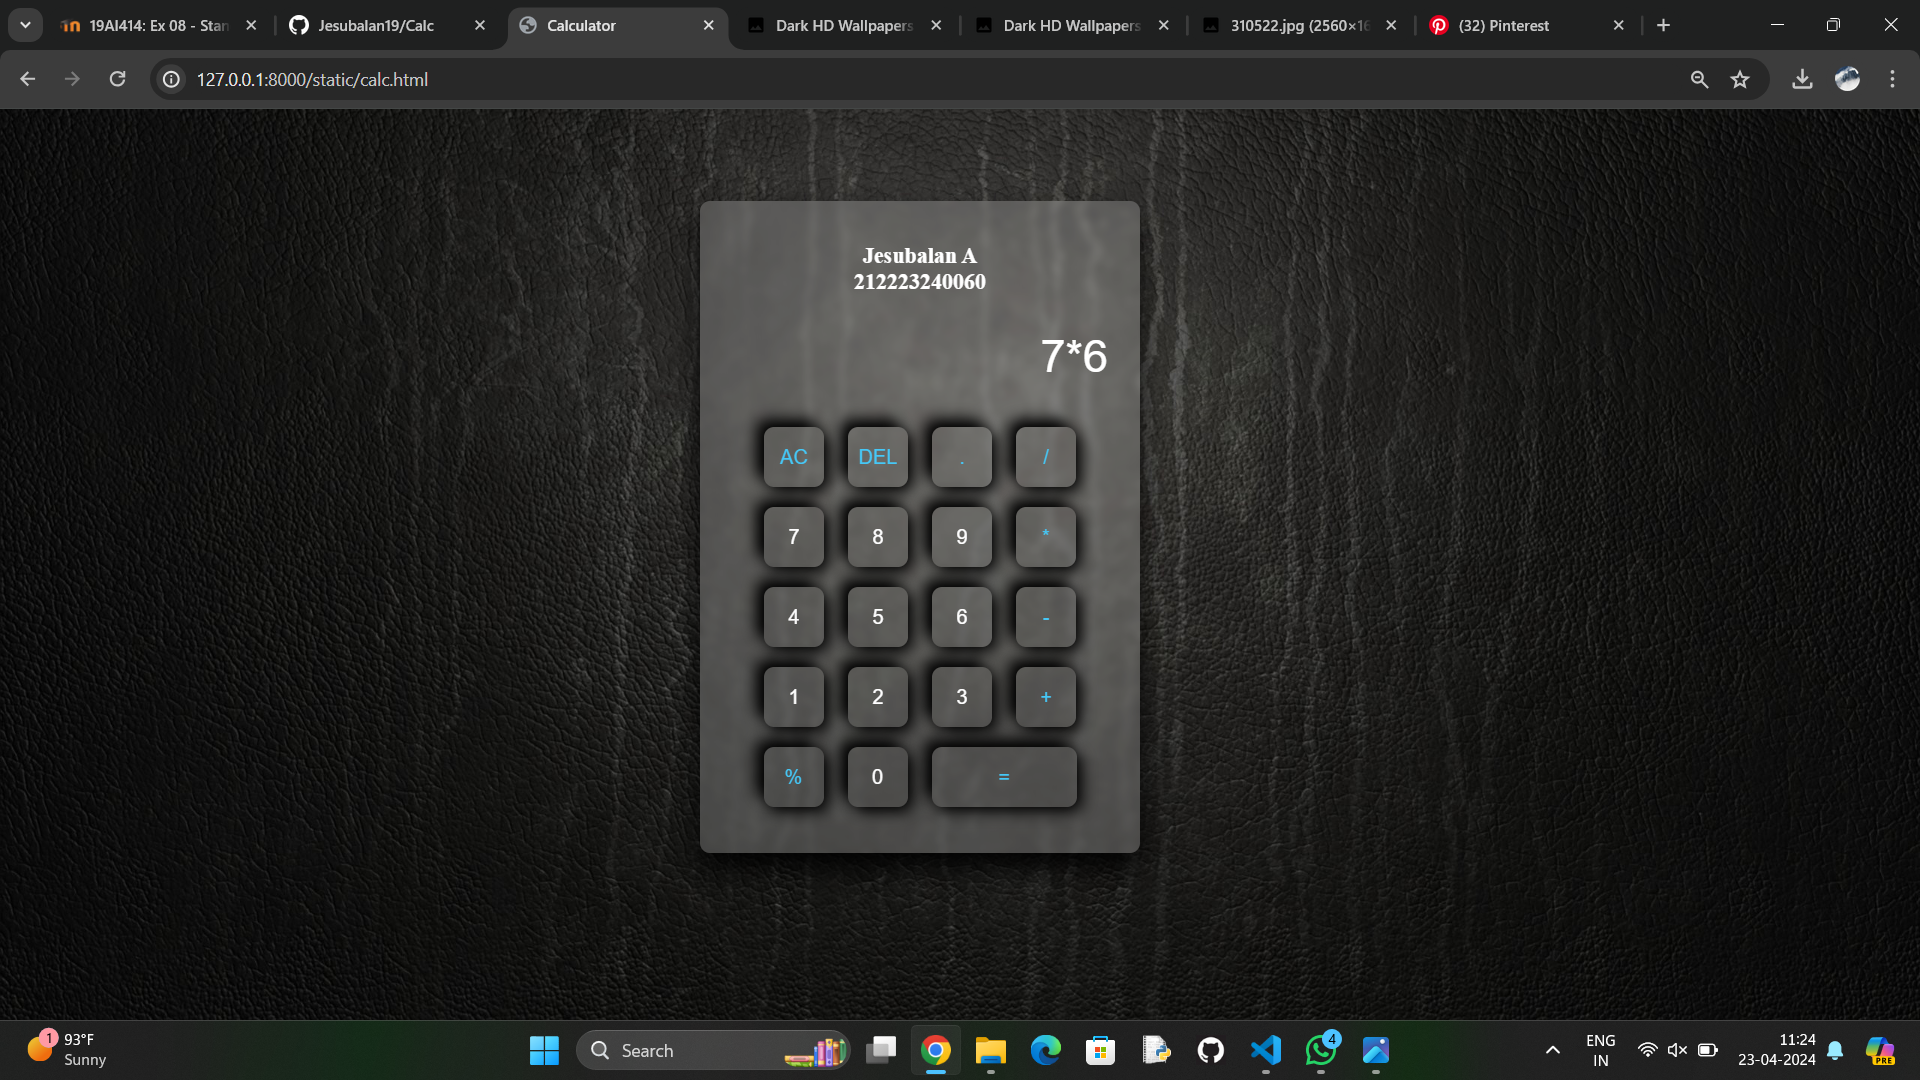 19AI414: Ex 08 - Stan
Jesubalan19/Calc
Calculator
Dark HD Wallpapers
Dark HD Wallpapers
310522.jpg (2560×16
(32) Pinterest
127.0.0.1:8000/static/calc.html
Jesubalan A
212223240060
7*6
AC DEL . /
7 8 9 *
4 5 6 -
1 2 3 +
% 0 =
1
93°F
Sunny
Search
4
ENG
IN
11:24
23-04-2024
PRE